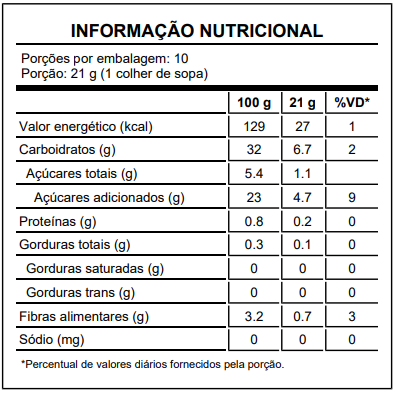 INFORMAÇÃO NUTRICIONAL
Porções por embalagem: 10
Porção: 21 g (1 colher de sopa)
100 g 21 g %VD*
Valor energético (kcal) 129 27 1
Carboidratos (g) 32 6.7 2
Açúcares totais (g) 5.4 1.1
Açúcares adicionados (g) 23 4.7 9
Proteínas (g) 0.8 0.2 0
Gorduras totais (g) 0.3 0.1 0
Gorduras saturadas (g) 0 0 0
Gorduras trans (g) 0 0 0
Fibras alimentares (g) 3.2 0.7 3
Sódio (mg) 0 0 0
*Percentual de valores diários fornecidos pela porção.